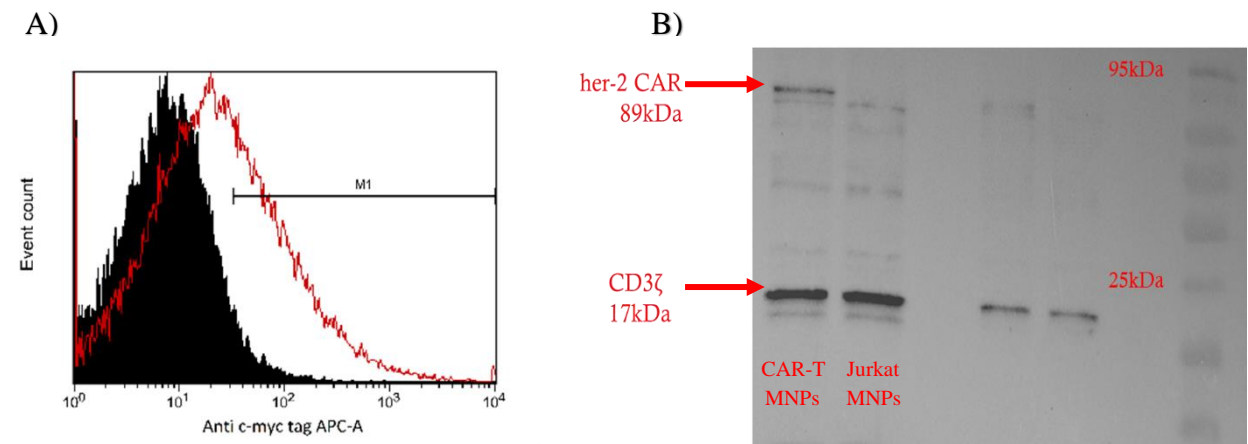 A)
Event count
M1
10⁰
10¹
10²
10³
10⁴
Anti c-myc tag APC-A
B)
her-2 CAR
89kDa
CD3ζ
17kDa
95kDa
25kDa
CAR-T
MNPs
Jurkat
MNPs